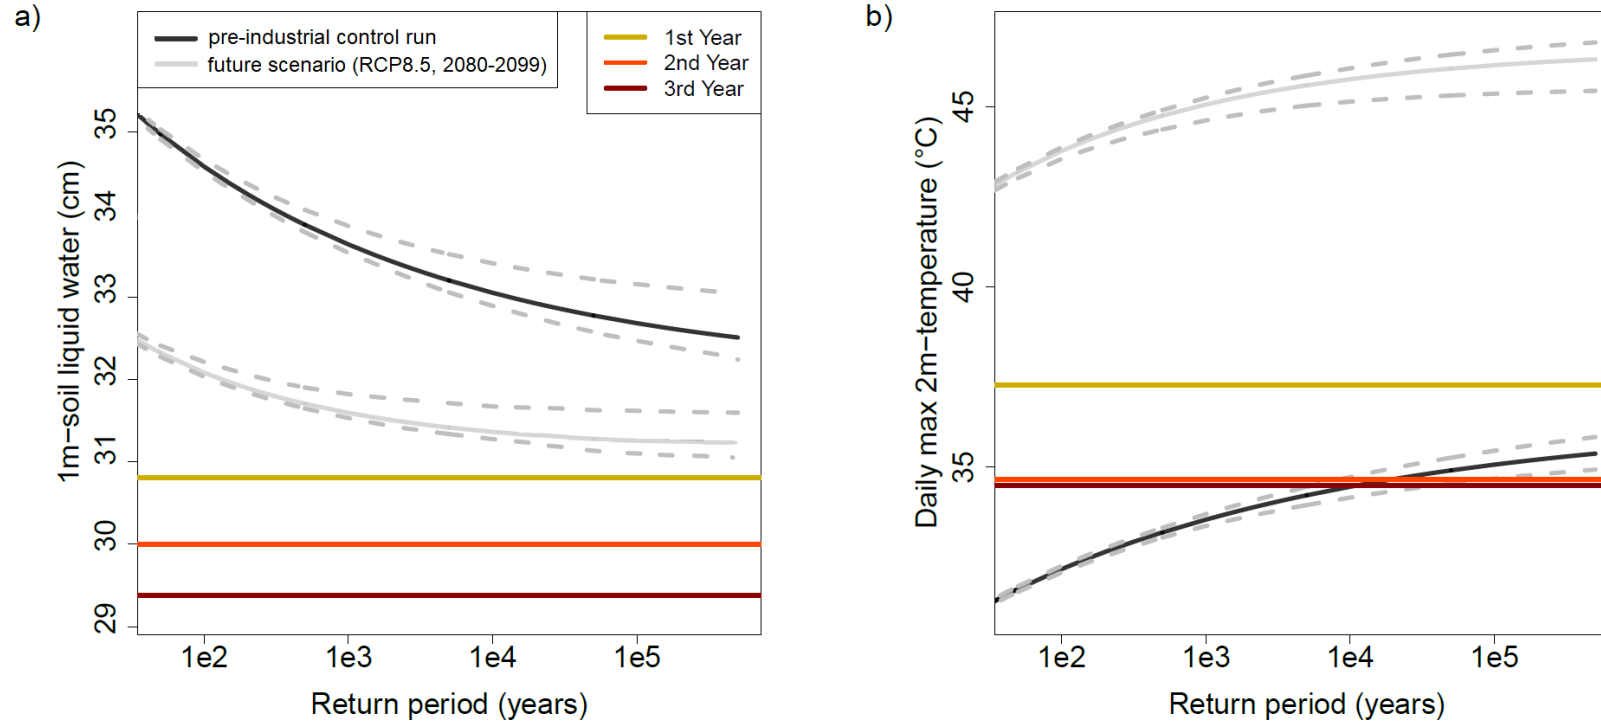 a)
pre-industrial control run
future scenario (RCP8.5, 2080-2099)
1st Year
2nd Year
3rd Year
1m−soil liquid water (cm)
35
34
33
32
31
30
29
1e2
1e3
1e4
1e5
Return period (years)
b)
Daily max 2m−temperature (°C)
45
40
35
1e2
1e3
1e4
1e5
Return period (years)